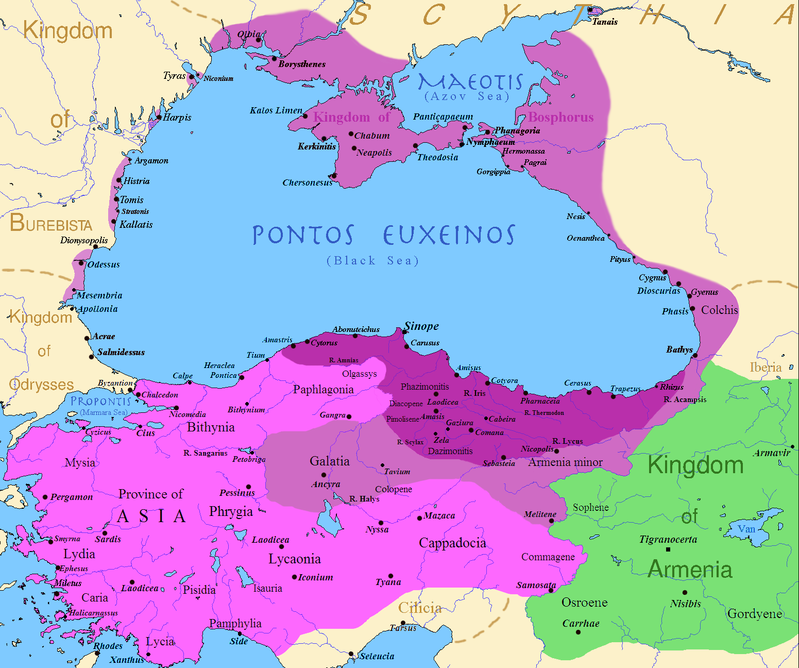 S C Y T H I A
Kingdom
of
BUREBISTA
Tanais
Olbia
Borysthenes
Tyras
Niconium
Harpis
MAEOTIS
(Azov Sea)
Kalos Limen
Kingdom of
Bosphorus
Panticapaeum
Chabum
Kerkinitis
Neapolis
Theodosia
Chersonesus
Phanagoria
Nymphaeum
Hermonassa
Pagrai
Gorgippia
Argamon
Histria
Tomis
Stratonis
Kallatis
Dionysopolis
Odessus
Mesembria
Apollonia
Kingdom
of
Odrysses
Aerae
Salmidessus
PONTOS EUXEINOS
(Black Sea)
Nesis
Oenanthea
Pityus
Cygnus
Dioscurias
Gyenus
Phasis
Colchis
Bathys
Iberia
Rhizus
R. Acampsis
Sinope
Abonuteichus
Carusus
Cytorus
Amastris
Tium
Heraclea
Pontica
Calpe
Byzantion
Chalcedon
PROPONTIS
(Marmara Sea)
Nicomedia
Bithynium
Cyzicus
Cius
Bithynia
R. Amnias
Olgassys
Paphlagonia
Gangra
Amisus
Cotyora
Cerasus
Trapezus
Pharnacea
Phazimonitis
Laodicea
R. Iris
R. Thermodon
Diacopene
Amasis
Pimolisene
Gaziura
Cabeira
Comana
R. Scylax
Zela
Dazimonitis
R. Lycus
Nicopolis
Sebasteia
Armenia minor
Mysia
R. Sangarius
Petobriga
Galatia
Tavium
Ancyra
Colopene
R. Halys
Pergamon
Province of
ASIA
Pessinus
Phrygia
Nyssa
Mazaca
Melitene
Sophene
Kingdom
of
Armenia
Armavir
Van
Tigranocerta
Smyrna
Sardis
Lydia
Ephesus
Miletus
Laodicea
Laodicea
Lycaonia
Cappadocia
Commagene
Samosata
Iconium
Tyana
Isauria
Pisidia
Caria
Halicarnassus
Osroene
Nisibis
Gordyene
Carrhae
Cilicia
Tarsus
Pamphylia
Side
Lycia
Rhodes
Xanthus
Seleucia